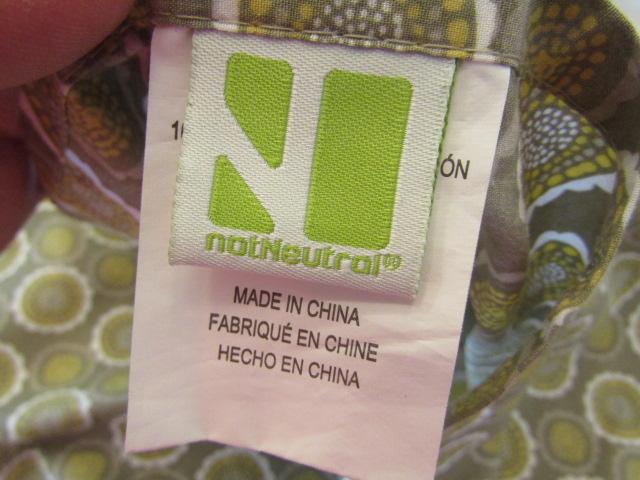 notNeutral®
MADE IN CHINA
FABRIQUÉ EN CHINE
HECHO EN CHINA